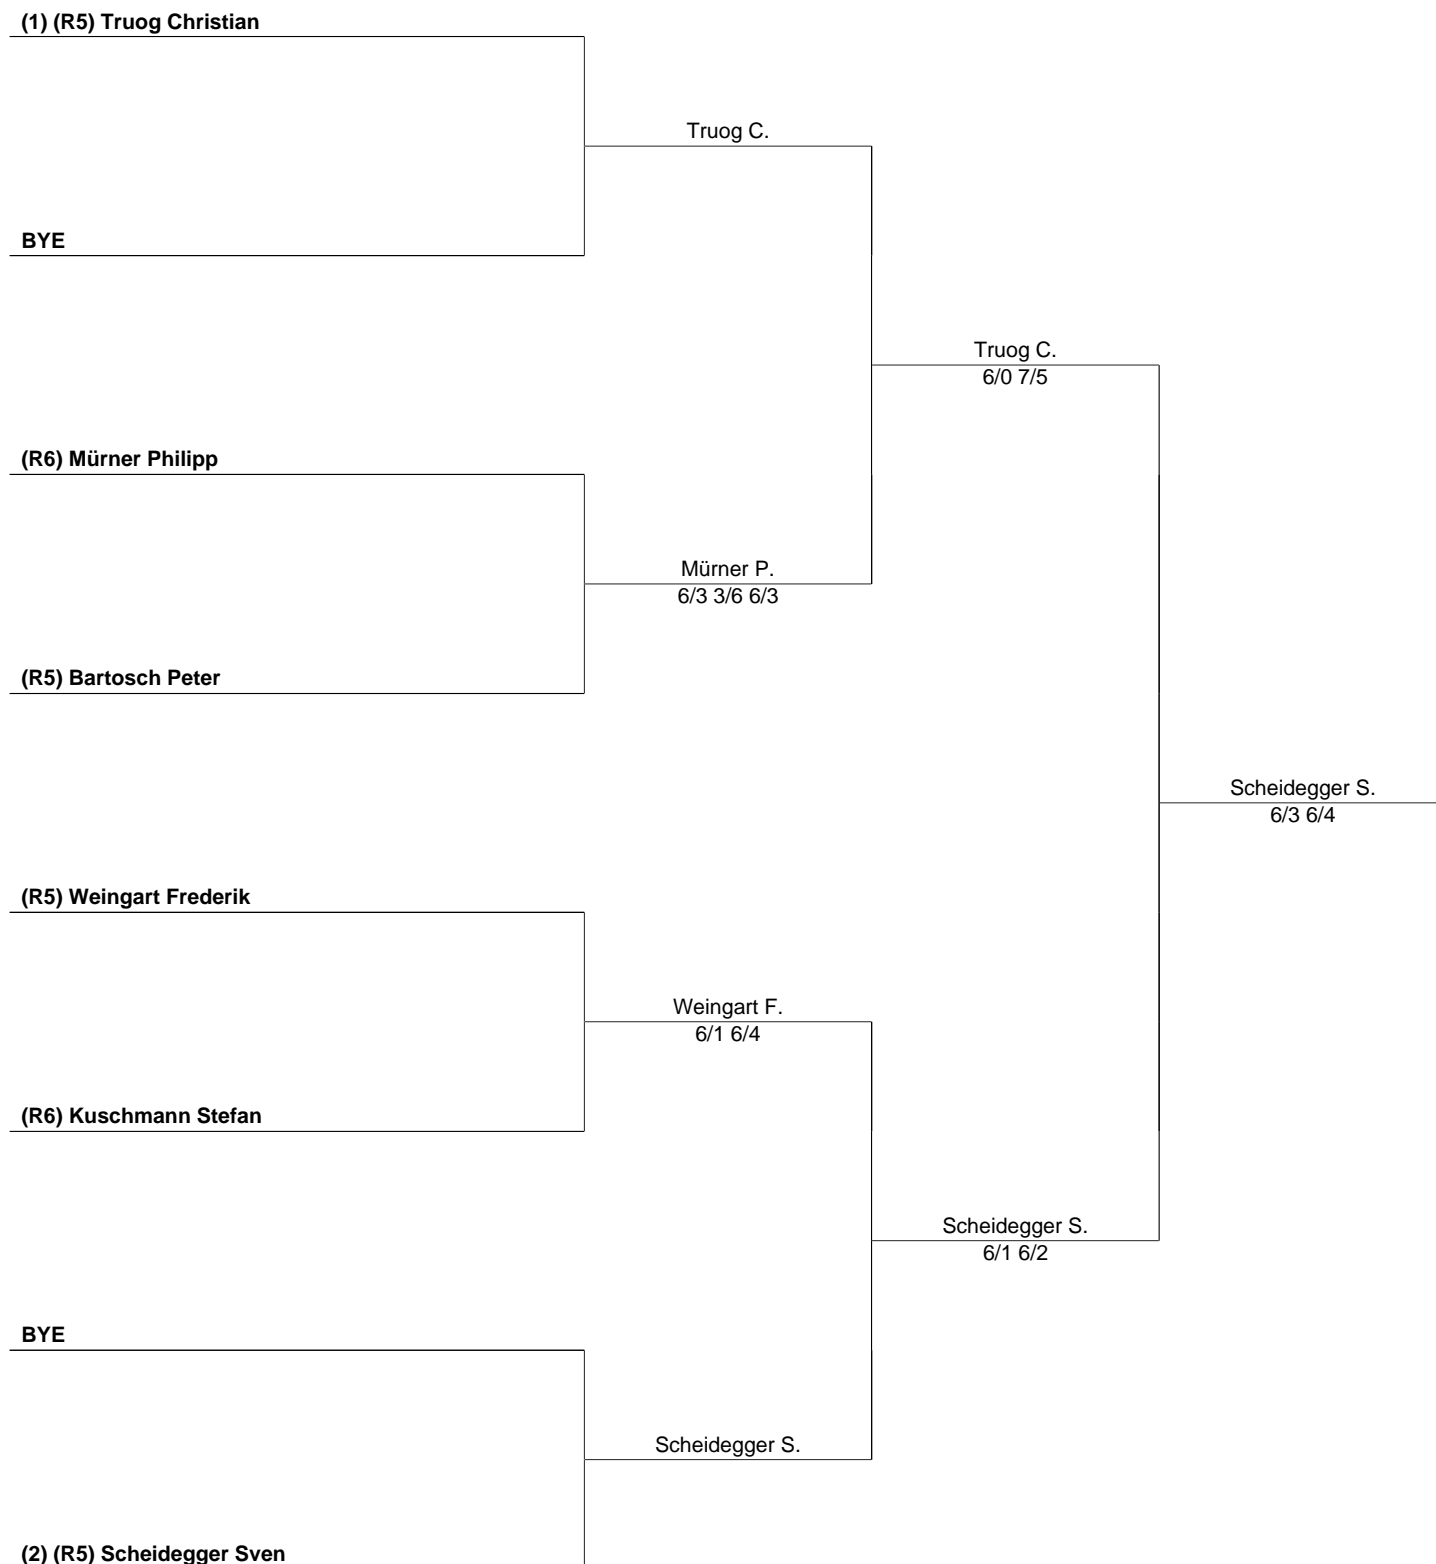 (1) (R5) Truog Christian
Truog C.
BYE
Truog C.
6/0 7/5
(R6) Mürner Philipp
Mürner P.
6/3 3/6 6/3
(R5) Bartosch Peter
Scheidegger S.
6/3 6/4
(R5) Weingart Frederik
Weingart F.
6/1 6/4
(R6) Kuschmann Stefan
Scheidegger S.
6/1 6/2
BYE
Scheidegger S.
(2) (R5) Scheidegger Sven